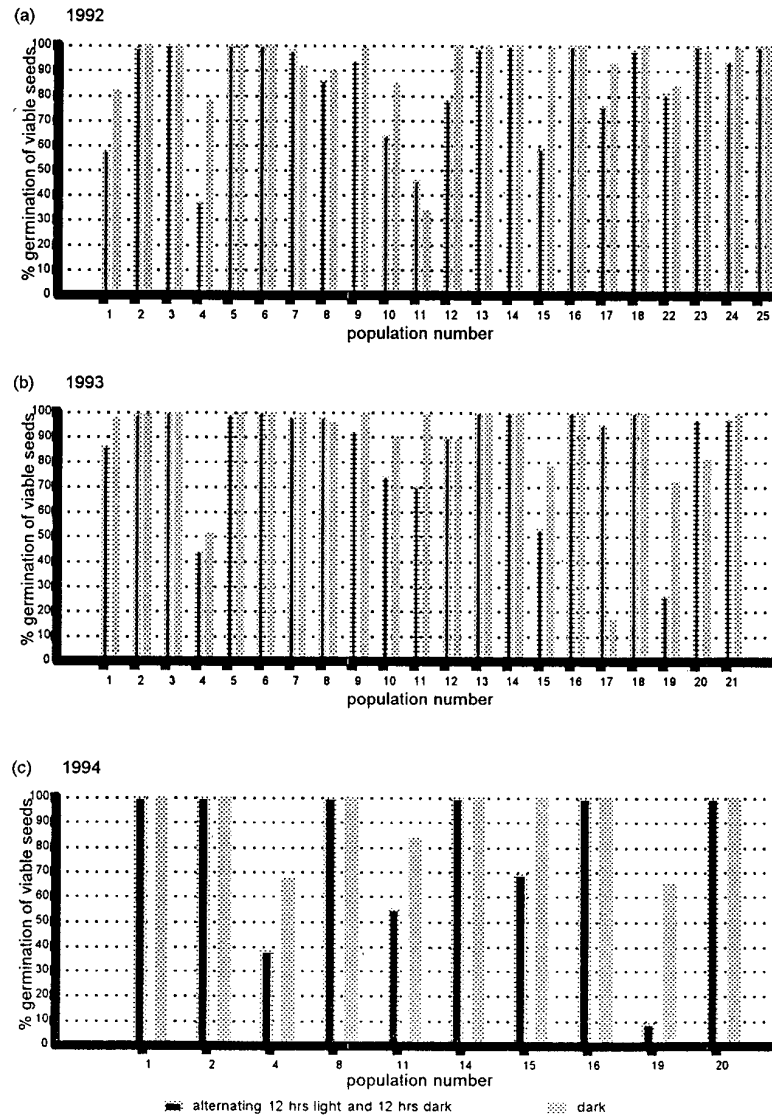 (a) 1992
100
90
80
70
60
50
40
30
20
10
0
% germination of viable seeds
1 2 3 4 5 6 7 8 9 10 11 12 13 14 15 16 17 18 22 23 24 25
population number
(b) 1993
100
90
80
70
60
50
40
30
20
10
0
% germination of viable seeds
1 2 3 4 5 6 7 8 9 10 11 12 13 14 15 16 17 18 19 20 21
population number
(c) 1994
100
90
80
70
60
50
40
30
20
10
0
% germination of viable seeds
1 2 4 8 11 14 15 16 19 20
population number
alternating 12 hrs light and 12 hrs dark dark